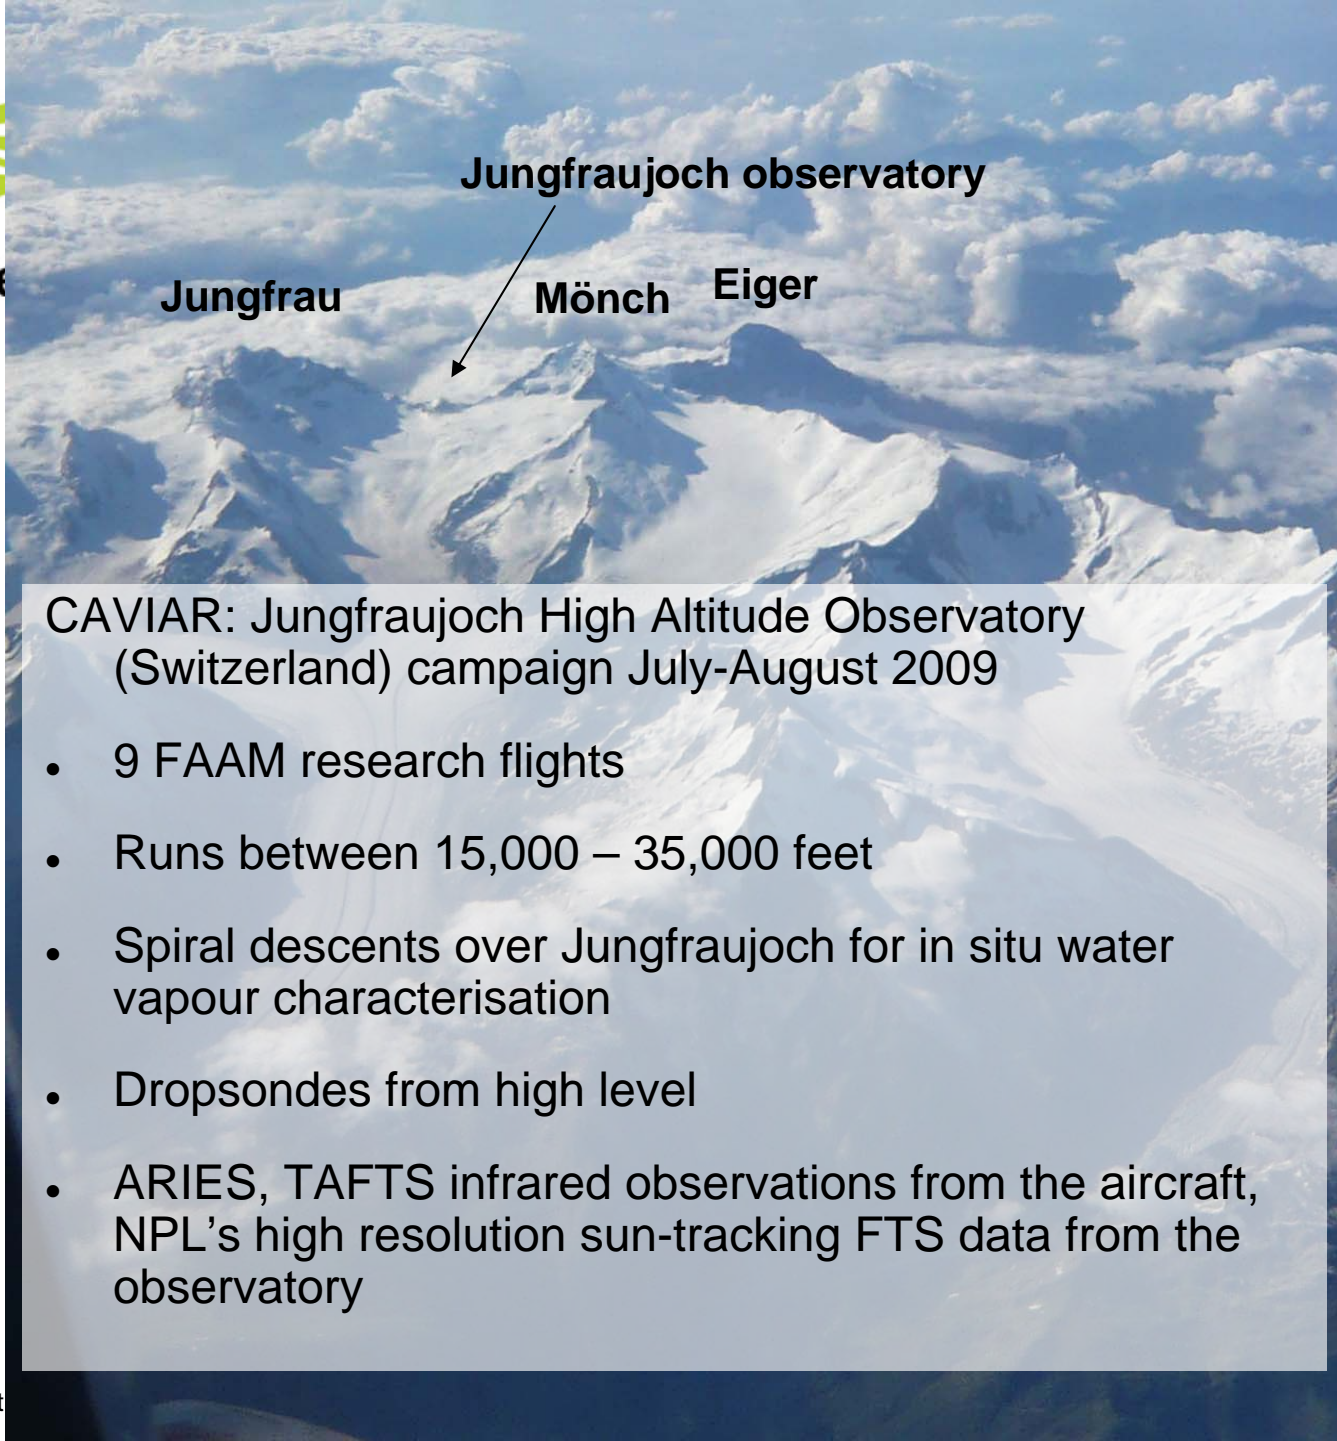 Jungfraujoch observatory
Jungfrau
Mönch
Eiger
CAVIAR: Jungfraujoch High Altitude Observatory
(Switzerland) campaign July-August 2009
• 9 FAAM research flights
• Runs between 15,000 – 35,000 feet
• Spiral descents over Jungfraujoch for in situ water
vapour characterisation
• Dropsondes from high level
• ARIES, TAFTS infrared observations from the aircraft,
NPL’s high resolution sun-tracking FTS data from the
observatory